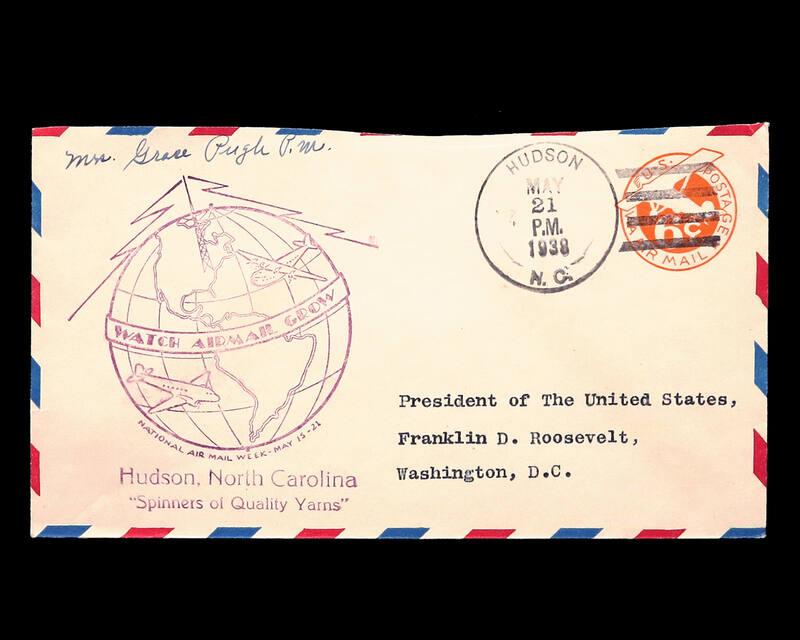 Mrs. Grace Pugh P.M.
HUDSON
MAY
21
P.M.
1938
N. C.
U.S. POSTAGE
6c
AIR MAIL
WATCH AIRMAIL GROW
NATIONAL AIR MAIL WEEK - MAY 15-21
Hudson, North Carolina
"Spinners of Quality Yarns"
President of The United States,
Franklin D. Roosevelt,
Washington, D.C.